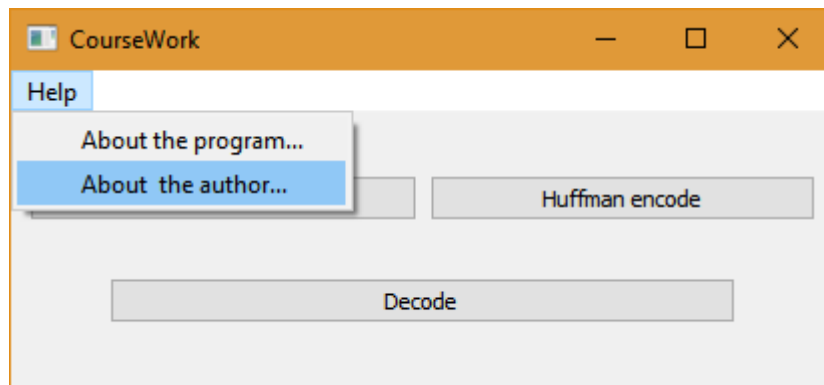 CourseWork
Help
About the program...
About  the author...
Huffman encode
Decode